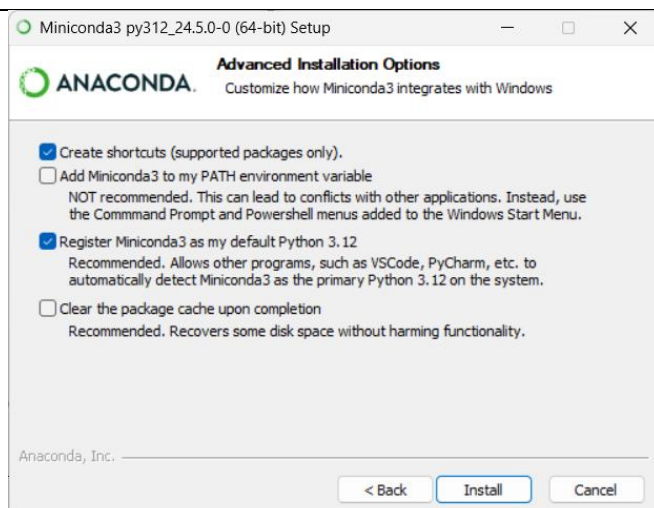 Miniconda3 py312_24.5.0-0 (64-bit) Setup
ANACONDA.
Advanced Installation Options
Customize how Miniconda3 integrates with Windows
Create shortcuts (supported packages only).
Add Miniconda3 to my PATH environment variable
NOT recommended. This can lead to conflicts with other applications. Instead, use
the Commmand Prompt and Powershell menus added to the Windows Start Menu.
Register Miniconda3 as my default Python 3.12
Recommended. Allows other programs, such as VSCode, PyCharm, etc. to
automatically detect Miniconda3 as the primary Python 3.12 on the system.
Clear the package cache upon completion
Recommended. Recovers some disk space without harming functionality.
Anaconda, Inc.
< Back
Install
Cancel